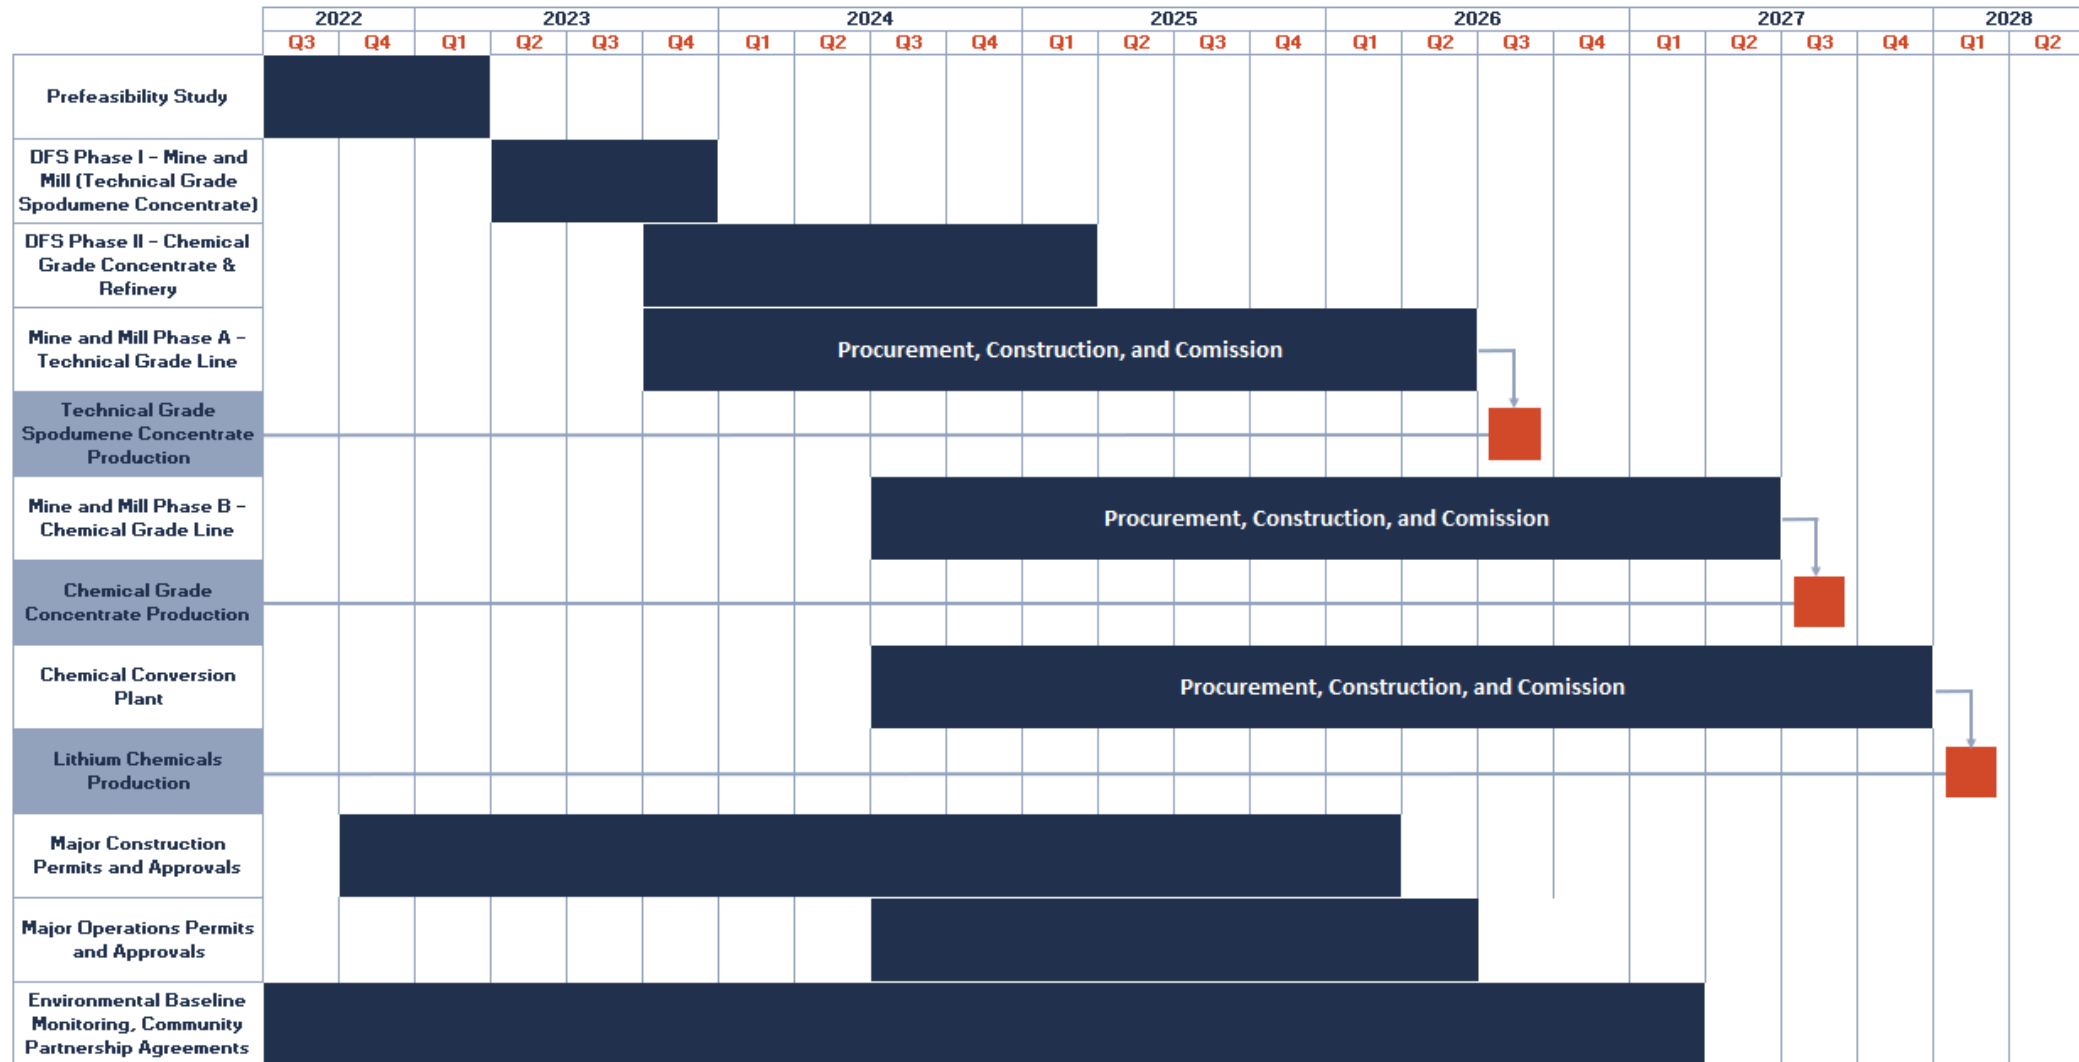 2022 2023 2024 2025 2026 2027 2028
Q3 Q4 Q1 Q2 Q3 Q4 Q1 Q2 Q3 Q4 Q1 Q2 Q3 Q4 Q1 Q2 Q3 Q4 Q1 Q2 Q3 Q4 Q1 Q2
Prefeasibility Study
DFS Phase I - Mine and
Mill (Technical Grade
Spodumene Concentrate)
DFS Phase II - Chemical
Grade Concentrate &
Refinery
Mine and Mill Phase A -
Technical Grade Line
Procurement, Construction, and Comission
Technical Grade
Spodumene Concentrate
Production
Mine and Mill Phase B -
Chemical Grade Line
Procurement, Construction, and Comission
Chemical Grade
Concentrate Production
Chemical Conversion
Plant
Procurement, Construction, and Comission
Lithium Chemicals
Production
Major Construction
Permits and Approvals
Major Operations Permits
and Approvals
Environmental Baseline
Monitoring, Community
Partnership Agreements